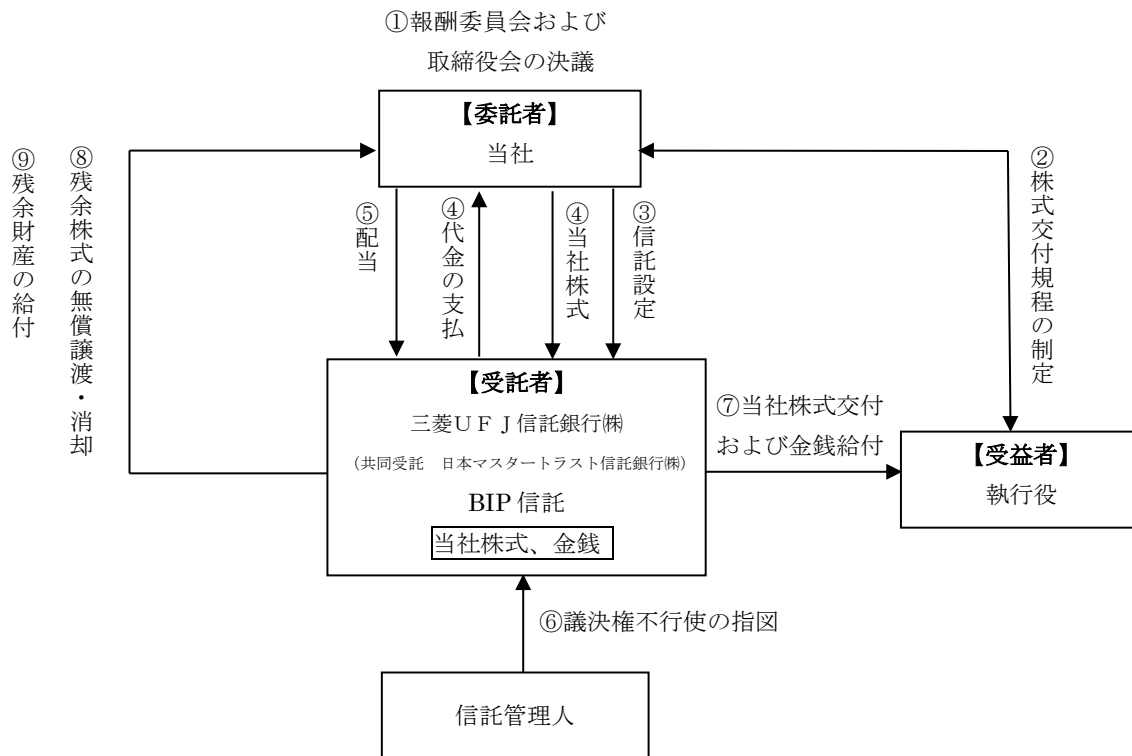 ①報酬委員会および
取締役会の決議
【委託者】
当社
⑨残余財産の給付
⑧残余株式の無償譲渡・消却
⑤配当
④代金の支払
④当社株式
③信託設定
②株式交付規程の制定
【受託者】
三菱ＵＦＪ信託銀行㈱
（共同受託　日本マスタートラスト信託銀行㈱）
BIP 信託
当社株式、金銭
⑦当社株式交付
および金銭給付
【受益者】
執行役
⑥議決権不行使の指図
信託管理人